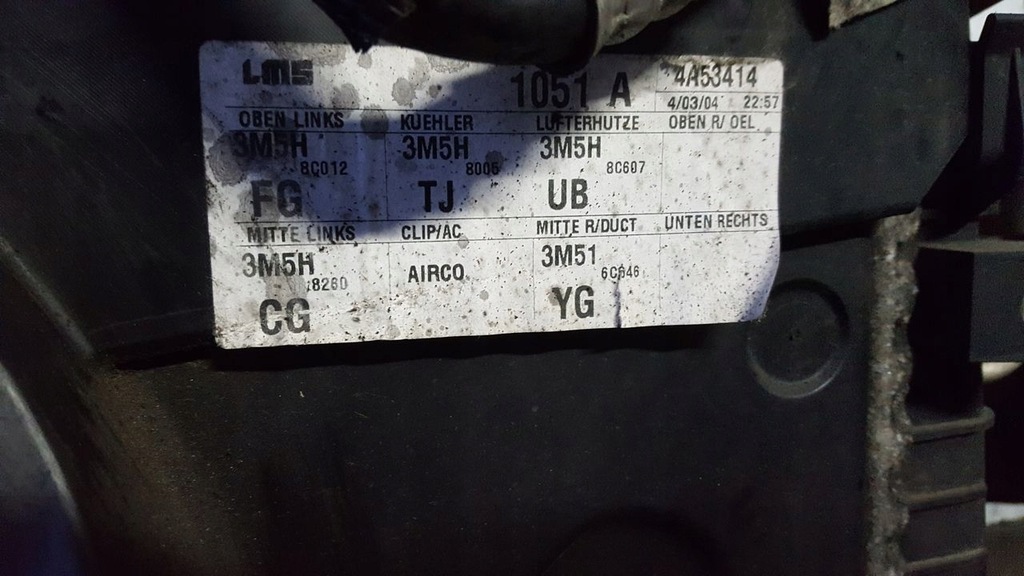 LMS 1051 A 4A53414
4/03/04 22:57
OBEN LINKS KUEHLER LUFTERHUTZE OBEN R/ OEL
3M5H 3M5H 3M5H
8C012 8005 8C607
FG TJ UB
MITTE LINKS CLIP/AC MITTE R/DUCT UNTEN RECHTS
3M5H AIRCO 3M51
8260 6C646
CG YG